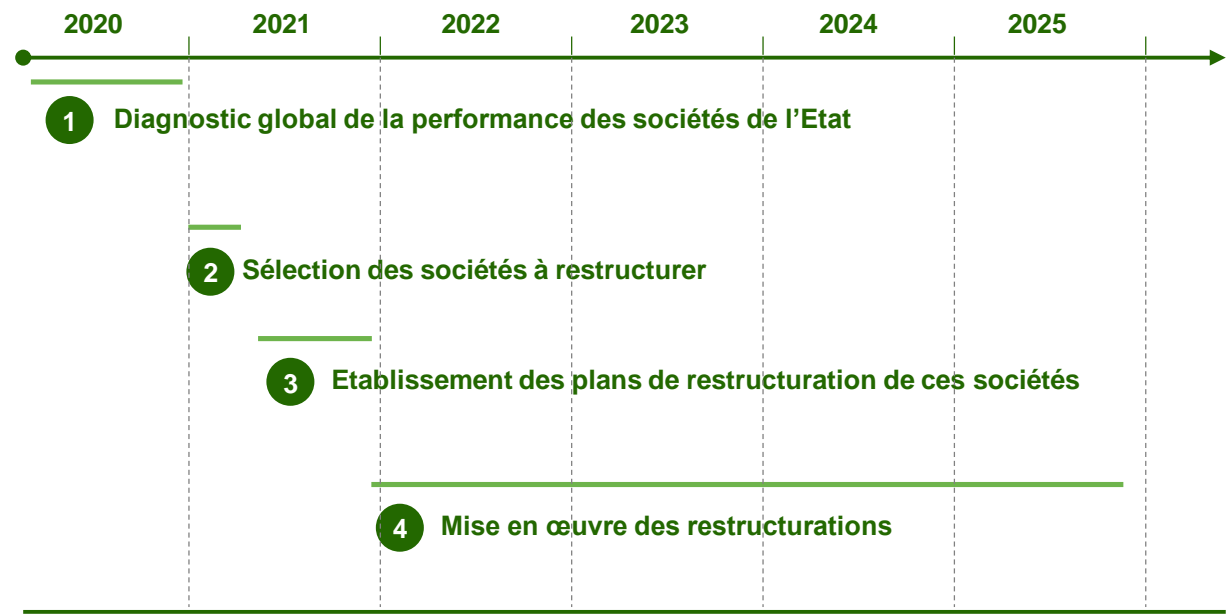 2020 2021 2022 2023 2024 2025
1 Diagnostic global de la performance des sociétés de l’Etat
2 Sélection des sociétés à restructurer
3 Etablissement des plans de restructuration de ces sociétés
4 Mise en œuvre des restructurations